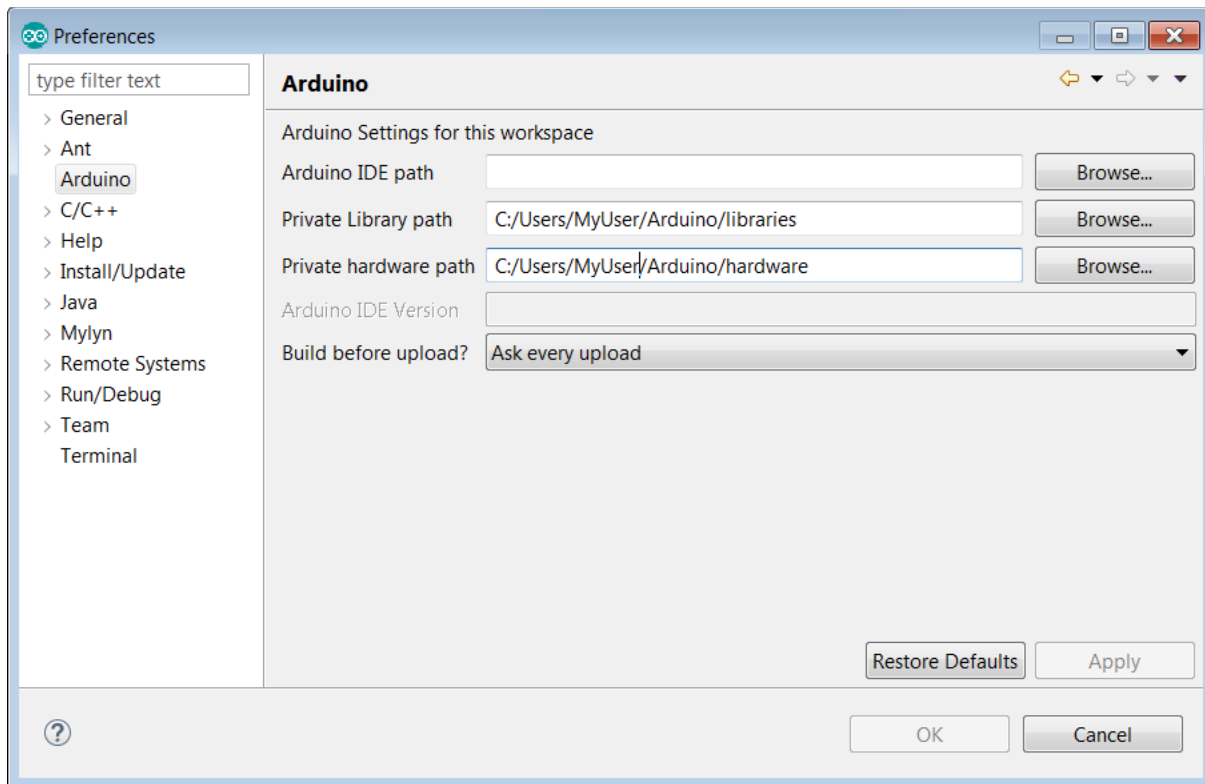 Preferences
type filter text
General
Ant
Arduino
C/C++
Help
Install/Update
Java
Mylyn
Remote Systems
Run/Debug
Team
Terminal
Arduino
Arduino Settings for this workspace
Arduino IDE path Browse...
Private Library path C:/Users/MyUser/Arduino/libraries Browse...
Private hardware path C:/Users/MyUser/Arduino/hardware Browse...
Arduino IDE Version
Build before upload? Ask every upload
Restore Defaults Apply
? OK Cancel